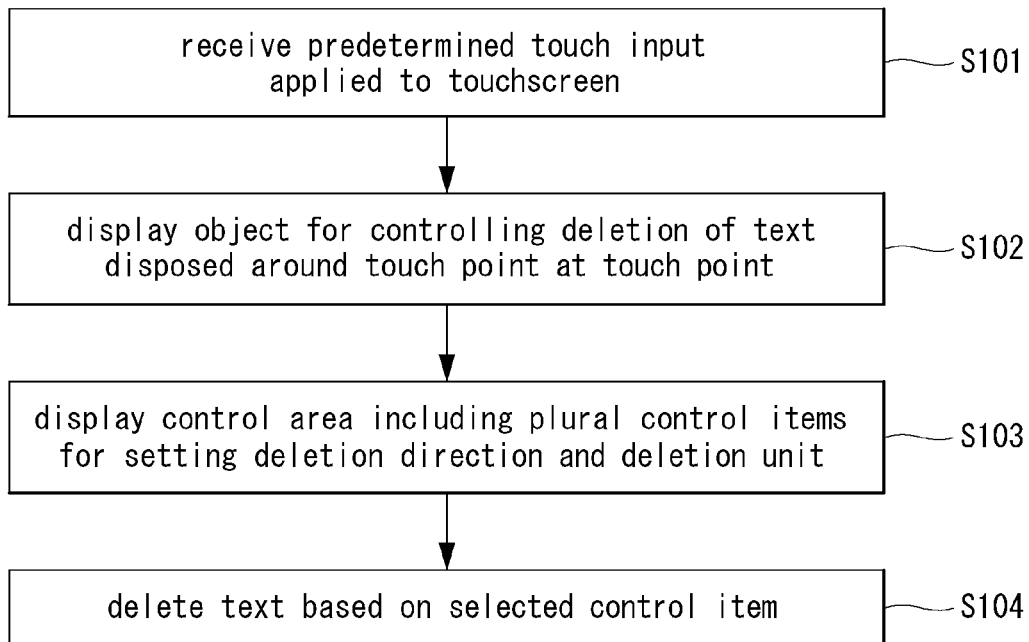 receive predetermined touch input
applied to touchscreen
S101
display object for controlling deletion of text
disposed around touch point at touch point
S102
display control area including plural control items
for setting deletion direction and deletion unit
S103
delete text based on selected control item
S104